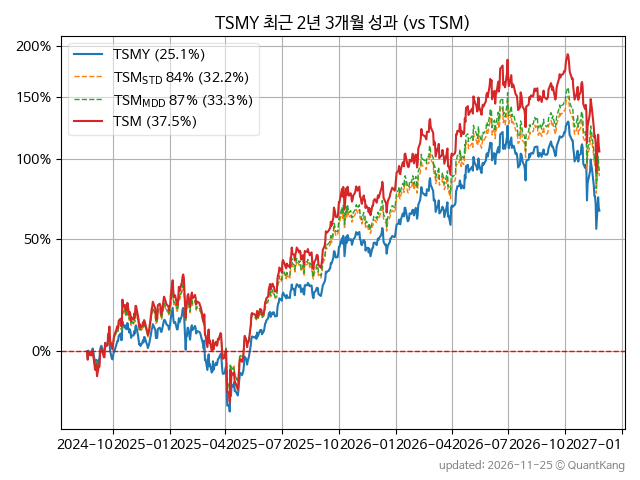 TSMY 최근 2년 3개월 성과 (vs TSM)
200%
150%
100%
50%
0%
TSMY (25.1%)
TSM_STD 84% (32.2%)
TSM_MDD 87% (33.3%)
TSM (37.5%)
2024-10 2025-01 2025-04 2025-07 2025-10 2026-01 2026-04 2026-07 2026-10 2027-01
updated: 2026-11-25 © QuantKang